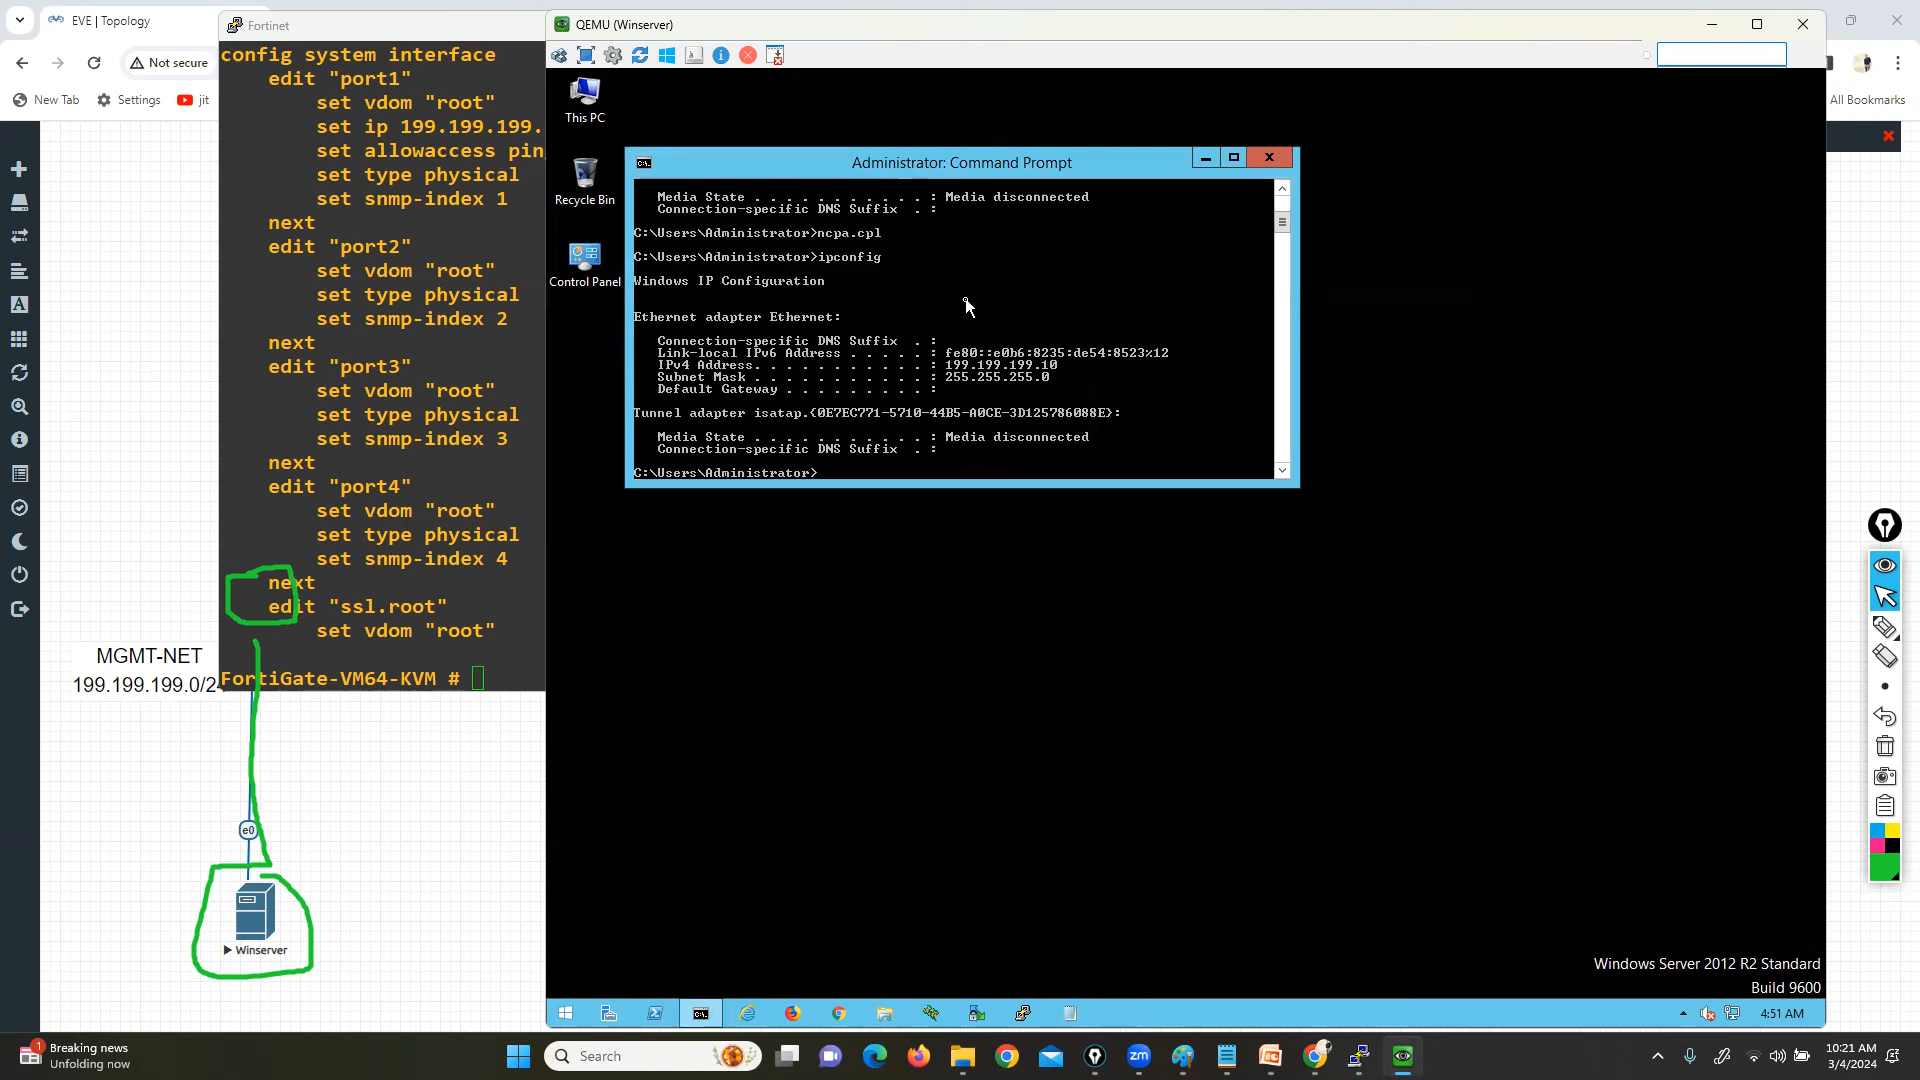 EVE | Topology
Not secure
New Tab
Settings
jit
All Bookmarks
Fortinet
config system interface
edit "port1"
set vdom "root"
set ip 199.199.199.
set allowaccess pin
set type physical
set snmp-index 1
next
edit "port2"
set vdom "root"
set type physical
set snmp-index 2
next
edit "port3"
set vdom "root"
set type physical
set snmp-index 3
next
edit "port4"
set vdom "root"
set type physical
set snmp-index 4
next
edit "ssl.root"
set vdom "root"
FortiGate-VM64-KVM #
MGMT-NET
199.199.199.0/24
e0
Winserver
QEMU (Winserver)
This PC
Recycle Bin
Control Panel
Administrator: Command Prompt
Media State . . . . . . . . . . . : Media disconnected
Connection-specific DNS Suffix  . :
C:\Users\Administrator>ncpa.cpl
C:\Users\Administrator>ipconfig
Windows IP Configuration
Ethernet adapter Ethernet:
Connection-specific DNS Suffix  . :
Link-local IPv6 Address . . . . . : fe80::e0b6:8235:de54:8523%12
IPv4 Address. . . . . . . . . . . : 199.199.199.10
Subnet Mask . . . . . . . . . . . : 255.255.255.0
Default Gateway . . . . . . . . . :
Tunnel adapter isatap.{0E7EC771-5710-44B5-A0CE-3D125786088E}:
Media State . . . . . . . . . . . : Media disconnected
Connection-specific DNS Suffix  . :
C:\Users\Administrator>
Windows Server 2012 R2 Standard
Build 9600
4:51 AM
1
Breaking news
Unfolding now
Search
zm
10:21 AM
3/4/2024